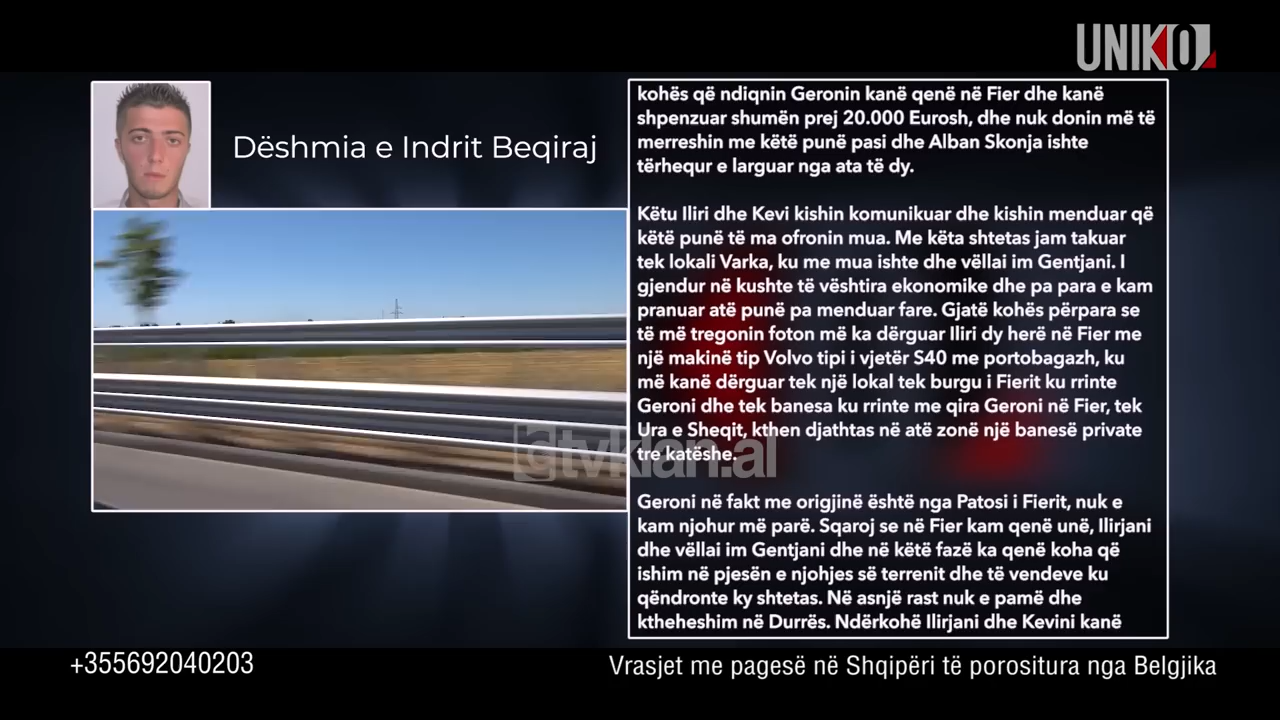 UNIKO
Dëshmia e Indrit Beqiraj
kohës që ndiqnin Geronin kanë qenë në Fier dhe kanë
shpenzuar shumën prej 20.000 Eurosh, dhe nuk donin më të
merreshin me këtë punë pasi dhe Alban Skonja ishte
tërhequr e larguar nga ata të dy.
Këtu Iliri dhe Kevi kishin komunikuar dhe kishin menduar që
këtë punë të ma ofronin mua. Me këta shtetas jam takuar
tek lokali Varka, ku me mua ishte dhe vëllai im Gentjani. I
gjendur në kushte të vështira ekonomike dhe pa para e kam
pranuar atë punë pa menduar fare. Gjatë kohës përpara se
të më tregonin foton më ka dërguar Iliri dy herë në Fier me
një makinë tip Volvo tipi i vjetër S40 me portobagazh, ku
më kanë dërguar tek një lokal tek burgu i Fierit ku rrinte
Geroni dhe tek banesa ku rrinte me qira Geroni në Fier, tek
Ura e Sheqit, kthen djathtas në atë zonë një banesë private
tre katëshe.
tvklan.al
Geroni në fakt me origjinë është nga Patosi i Fierit, nuk e
kam njohur më parë. Sqaroj se në Fier kam qenë unë, Ilirjani
dhe vëllai im Gentjani dhe në këtë fazë ka qenë koha që
ishim në pjesën e njohjes së terrenit dhe të vendeve ku
qëndronte ky shtetas. Në asnjë rast nuk e pamë dhe
ktheheshim në Durrës. Ndërkohë Ilirjani dhe Kevini kanë
+355692040203
Vrasjet me pagesë në Shqipëri të porositura nga Belgjika